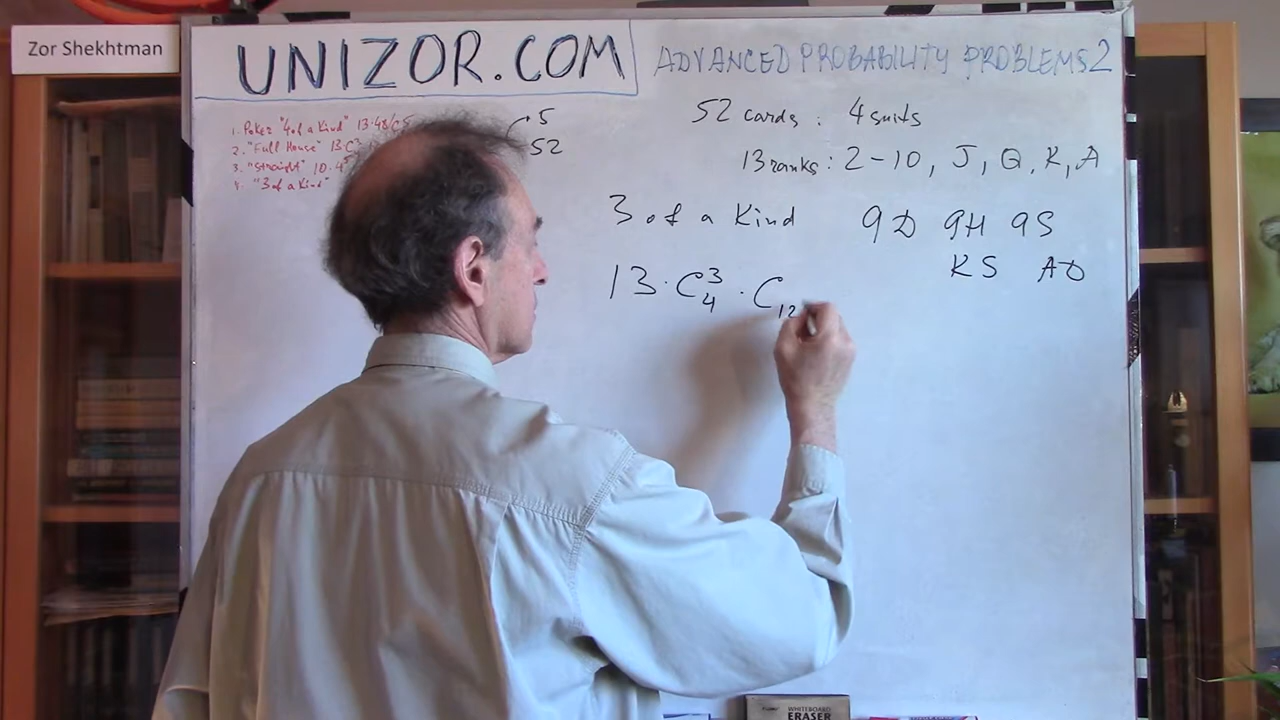 Zor Shekhtman
UNIZOR.COM
ADVANCED PROBABILITY PROBLEMS 2
1. Poker "4 of a Kind" 13·48/C5
2. "Full House" 13·C
3. "Straight" 10·4
4. "3 of a Kind"
C 5
52
52 cards : 4 suits
13 ranks : 2-10, J, Q, K, A
3 of a Kind 9D 9H 9S
KS AD
13·C³₄·C₁₂
WHITEBOARD
ERASER